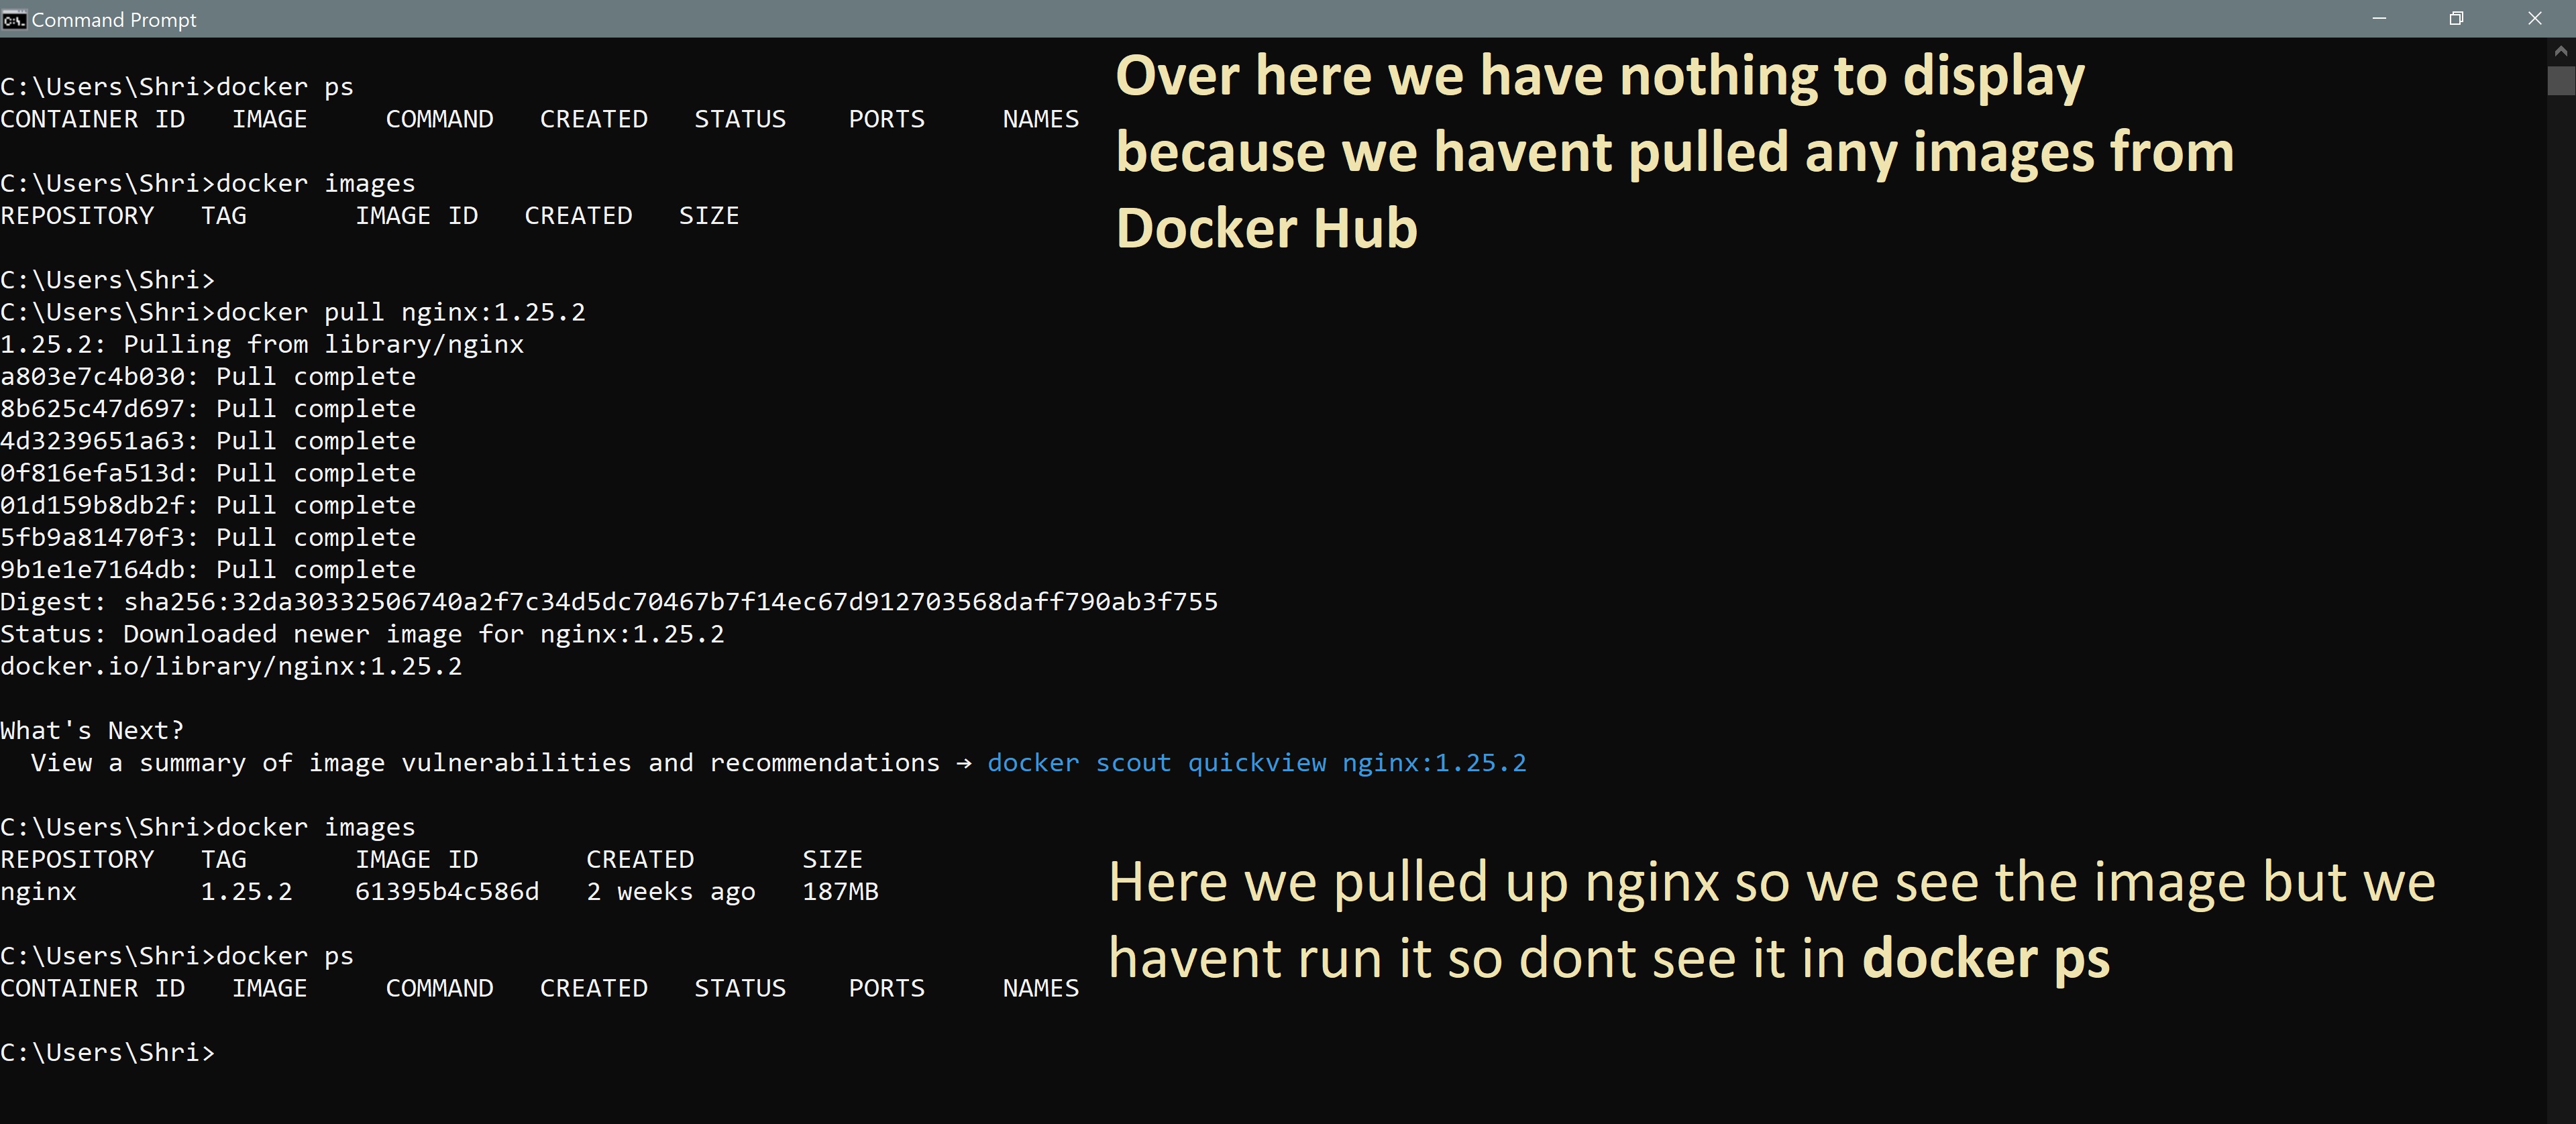 Command Prompt
C:\Users\Shri>docker ps
CONTAINER ID   IMAGE     COMMAND   CREATED   STATUS    PORTS     NAMES
Over here we have nothing to display
because we havent pulled any images from
Docker Hub
C:\Users\Shri>docker images
REPOSITORY   TAG       IMAGE ID   CREATED   SIZE
C:\Users\Shri>
C:\Users\Shri>docker pull nginx:1.25.2
1.25.2: Pulling from library/nginx
a803e7c4b030: Pull complete
8b625c47d697: Pull complete
4d3239651a63: Pull complete
0f816efa513d: Pull complete
01d159b8db2f: Pull complete
5fb9a81470f3: Pull complete
9b1e1e7164db: Pull complete
Digest: sha256:32da30332506740a2f7c34d5dc70467b7f14ec67d912703568daff790ab3f755
Status: Downloaded newer image for nginx:1.25.2
docker.io/library/nginx:1.25.2
What's Next?
  View a summary of image vulnerabilities and recommendations → docker scout quickview nginx:1.25.2
C:\Users\Shri>docker images
REPOSITORY   TAG       IMAGE ID       CREATED       SIZE
nginx        1.25.2    61395b4c586d   2 weeks ago   187MB
Here we pulled up nginx so we see the image but we
havent run it so dont see it in docker ps
C:\Users\Shri>docker ps
CONTAINER ID   IMAGE     COMMAND   CREATED   STATUS    PORTS     NAMES
C:\Users\Shri>